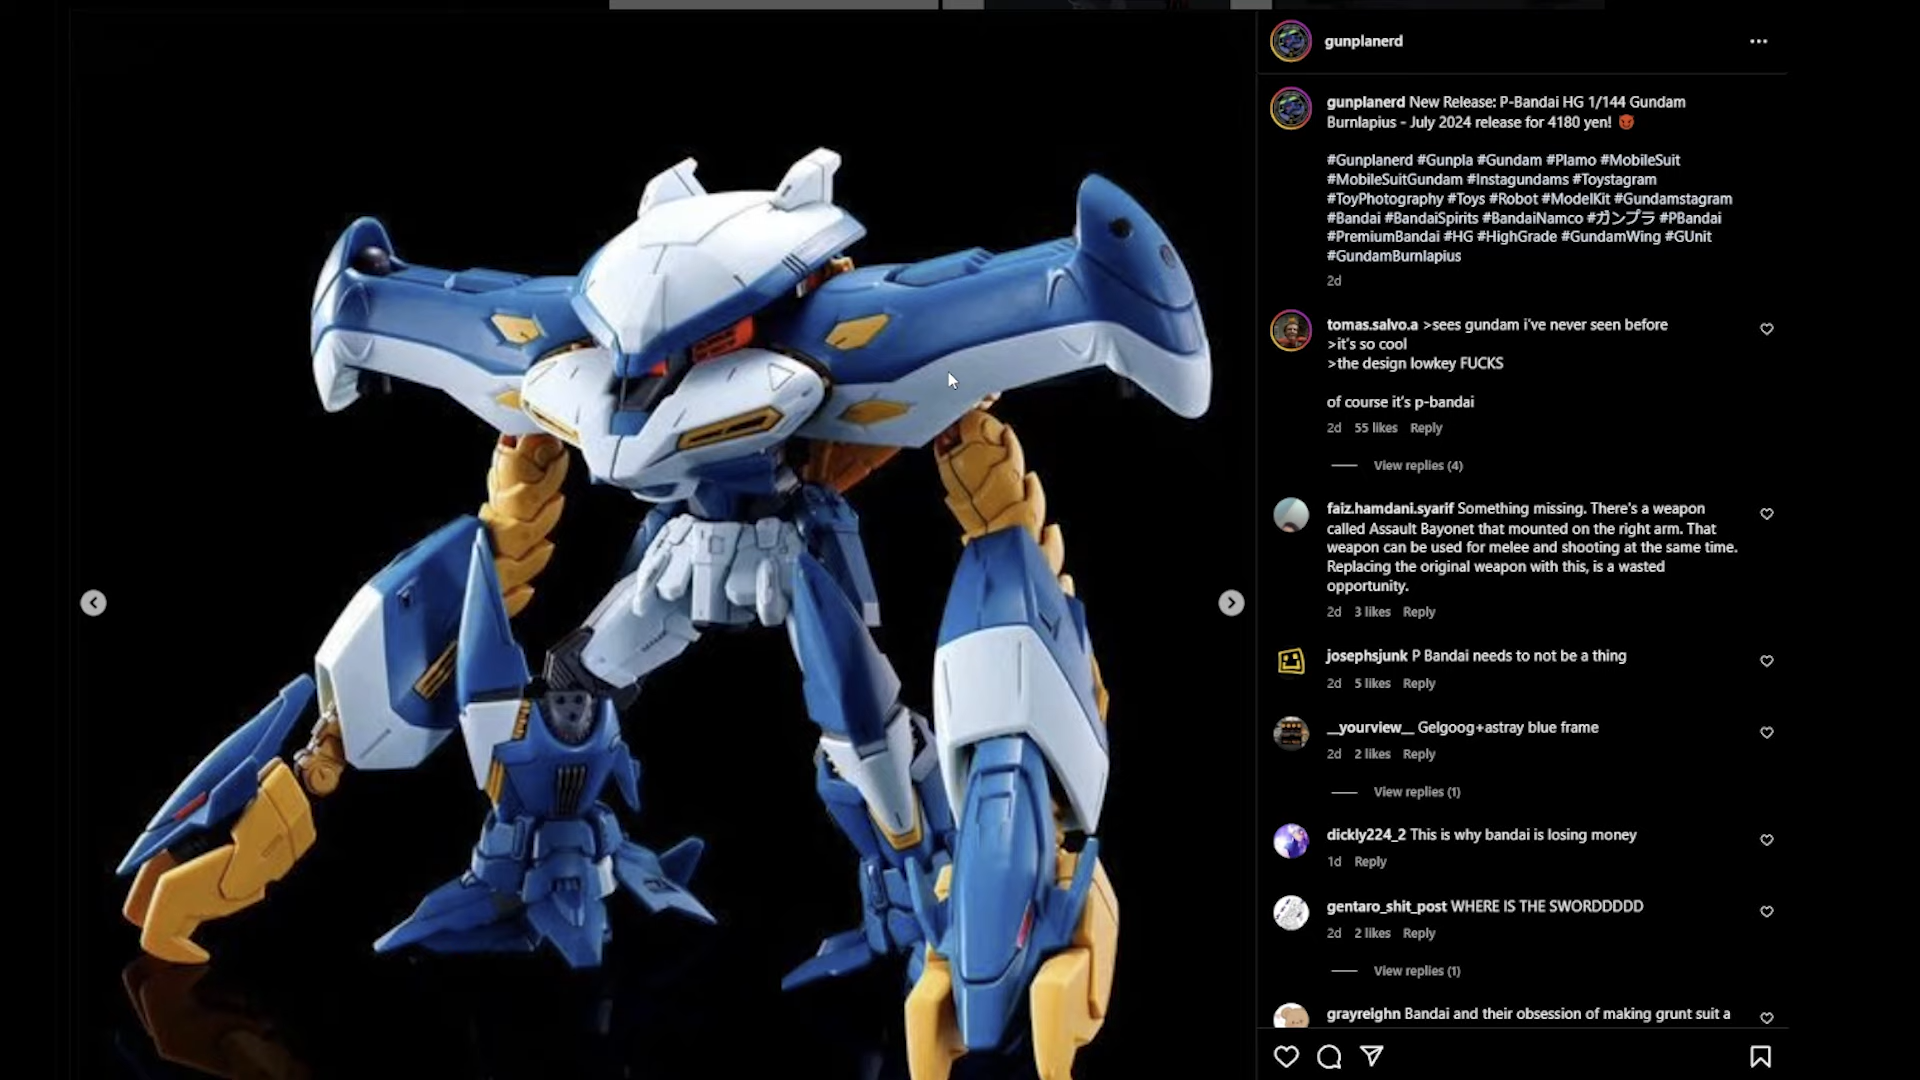 gunplanerd
gunplanerd New Release: P-Bandai HG 1/144 Gundam
Burnlapius - July 2024 release for 4180 yen! 😈
#Gunplanerd #Gunpla #Gundam #Plamo #MobileSuit
#MobileSuitGundam #Instagundams #Toystagram
#ToyPhotography #Toys #Robot #ModelKit #Gundamstagram
#Bandai #BandaiSpirits #BandaiNamco #ガンプラ #PBandai
#PremiumBandai #HG #HighGrade #GundamWing #GUnit
#GundamBurnlapius
2d
tomas.salvo.a >sees gundam i've never seen before
>it's so cool
>the design lowkey FUCKS
of course it's p-bandai
2d 55 likes Reply
View replies (4)
faiz.hamdani.syarif Something missing. There's a weapon
called Assault Bayonet that mounted on the right arm. That
weapon can be used for melee and shooting at the same time.
Replacing the original weapon with this, is a wasted
opportunity.
2d 3 likes Reply
josephsjunk P Bandai needs to not be a thing
2d 5 likes Reply
__yourview__ Gelgoog+astray blue frame
2d 2 likes Reply
View replies (1)
dickly224_2 This is why bandai is losing money
1d Reply
gentaro_shit_post WHERE IS THE SWORDDDDD
2d 2 likes Reply
View replies (1)
grayreighn Bandai and their obsession of making grunt suit a